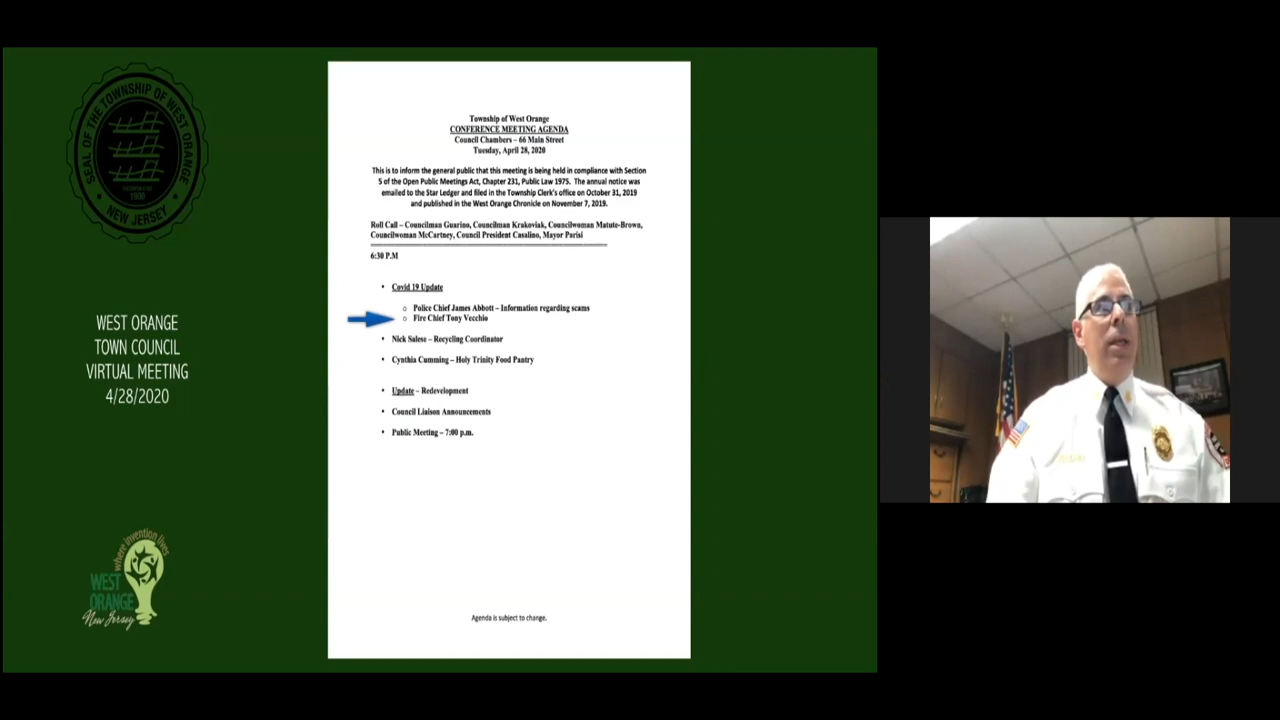 SEAL OF THE TOWNSHIP OF WEST ORANGE
INCORPORATED
1900
NEW JERSEY
WEST ORANGE
TOWN COUNCIL
VIRTUAL MEETING
4/28/2020
where invention lives
WEST
ORANGE
New Jersey
Township of West Orange
CONFERENCE MEETING AGENDA
Council Chambers – 66 Main Street
Tuesday, April 28, 2020
This is to inform the general public that this meeting is being held in compliance with Section
5 of the Open Public Meetings Act, Chapter 231, Public Law 1975. The annual notice was
emailed to the Star Ledger and filed in the Township Clerk's office on October 31, 2019
and published in the West Orange Chronicle on November 7, 2019.
Roll Call – Councilman Guarino, Councilman Krakoviak, Councilwoman Matute-Brown,
Councilwoman McCartney, Council President Casalino, Mayor Parisi
6:30 P.M
• Covid 19 Update
o Police Chief James Abbott – Information regarding scams
o Fire Chief Tony Vecchio
• Nick Salese – Recycling Coordinator
• Cynthia Cumming – Holy Trinity Food Pantry
• Update – Redevelopment
• Council Liaison Announcements
• Public Meeting – 7:00 p.m.
Agenda is subject to change.